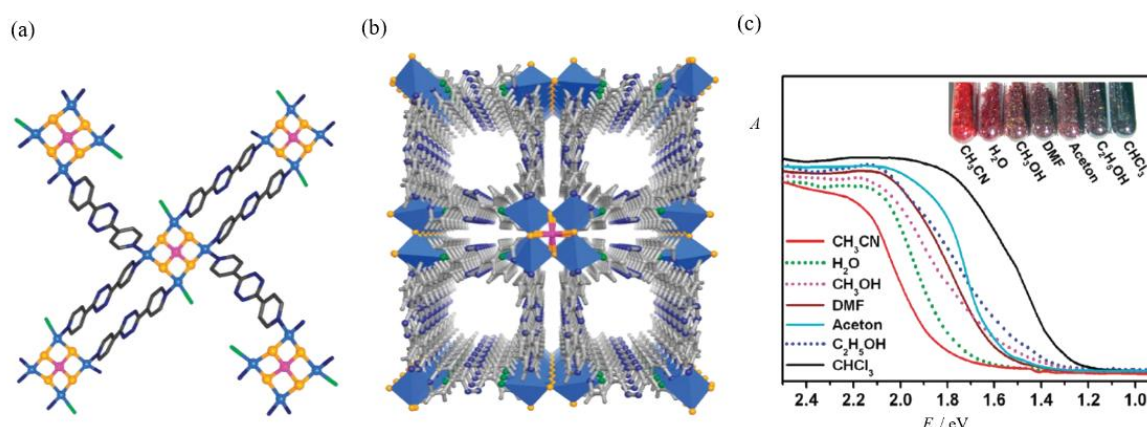 (a)
(b)
(c)
A
CH₃CN
H₂O
CH₃OH
DMF
Aceton
C₂H₅OH
CHCl₃
CH₃CN
H₂O
CH₃OH
DMF
Aceton
C₂H₅OH
CHCl₃
2.4 2.2 2.0 1.8 1.6 1.4 1.2 1.0
E / eV